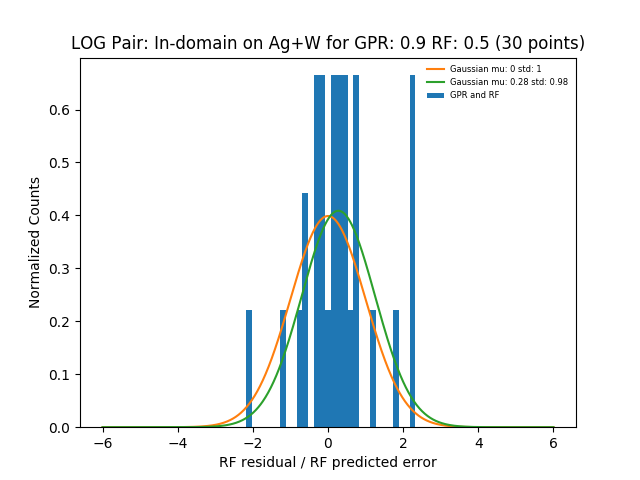 LOG Pair: In-domain on Ag+W for GPR: 0.9 RF: 0.5 (30 points)
Gaussian mu: 0 std: 1
Gaussian mu: 0.28 std: 0.98
GPR and RF
Normalized Counts
0.6
0.5
0.4
0.3
0.2
0.1
0.0
−6 −4 −2 0 2 4 6
RF residual / RF predicted error